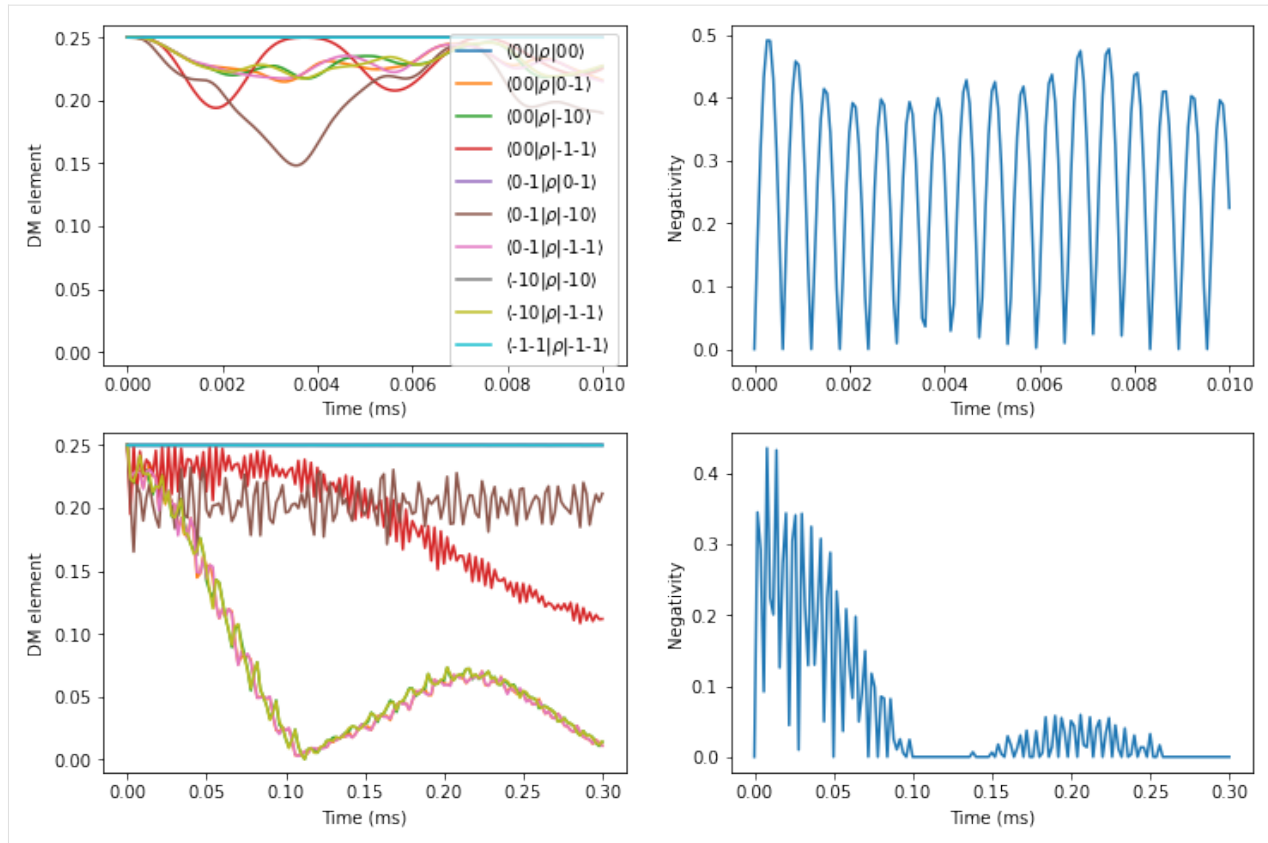 0.25
0.20
0.15
0.10
0.05
0.00
DM element
0.000 0.002 0.004 0.006 0.008 0.010
Time (ms)
⟨00|ρ|00⟩
⟨00|ρ|0-1⟩
⟨00|ρ|-10⟩
⟨00|ρ|-1-1⟩
⟨0-1|ρ|0-1⟩
⟨0-1|ρ|-10⟩
⟨0-1|ρ|-1-1⟩
⟨-10|ρ|-10⟩
⟨-10|ρ|-1-1⟩
⟨-1-1|ρ|-1-1⟩
0.5
0.4
0.3
0.2
0.1
0.0
Negativity
0.000 0.002 0.004 0.006 0.008 0.010
Time (ms)
0.25
0.20
0.15
0.10
0.05
0.00
DM element
0.00 0.05 0.10 0.15 0.20 0.25 0.30
Time (ms)
0.4
0.3
0.2
0.1
0.0
Negativity
0.00 0.05 0.10 0.15 0.20 0.25 0.30
Time (ms)